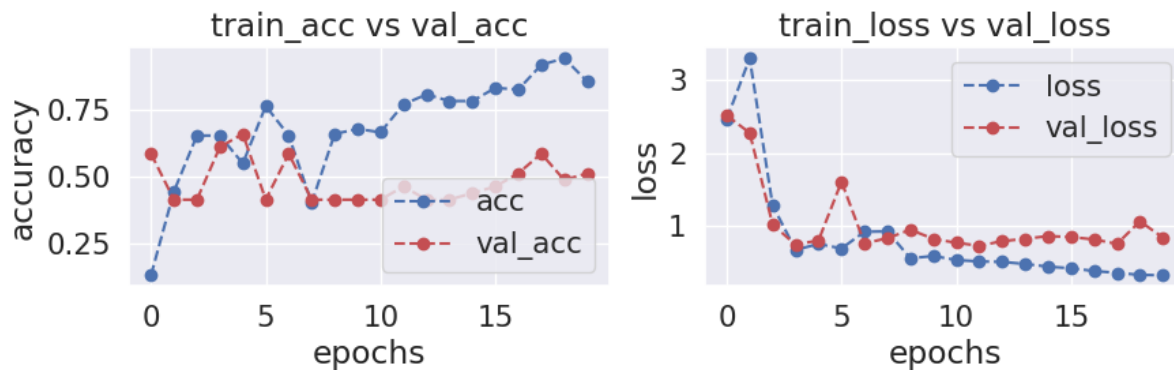 train_acc vs val_acc
accuracy
0.75
0.50
0.25
acc
val_acc
0
5
10
15
epochs
train_loss vs val_loss
loss
3
2
1
loss
val_loss
0
5
10
15
epochs